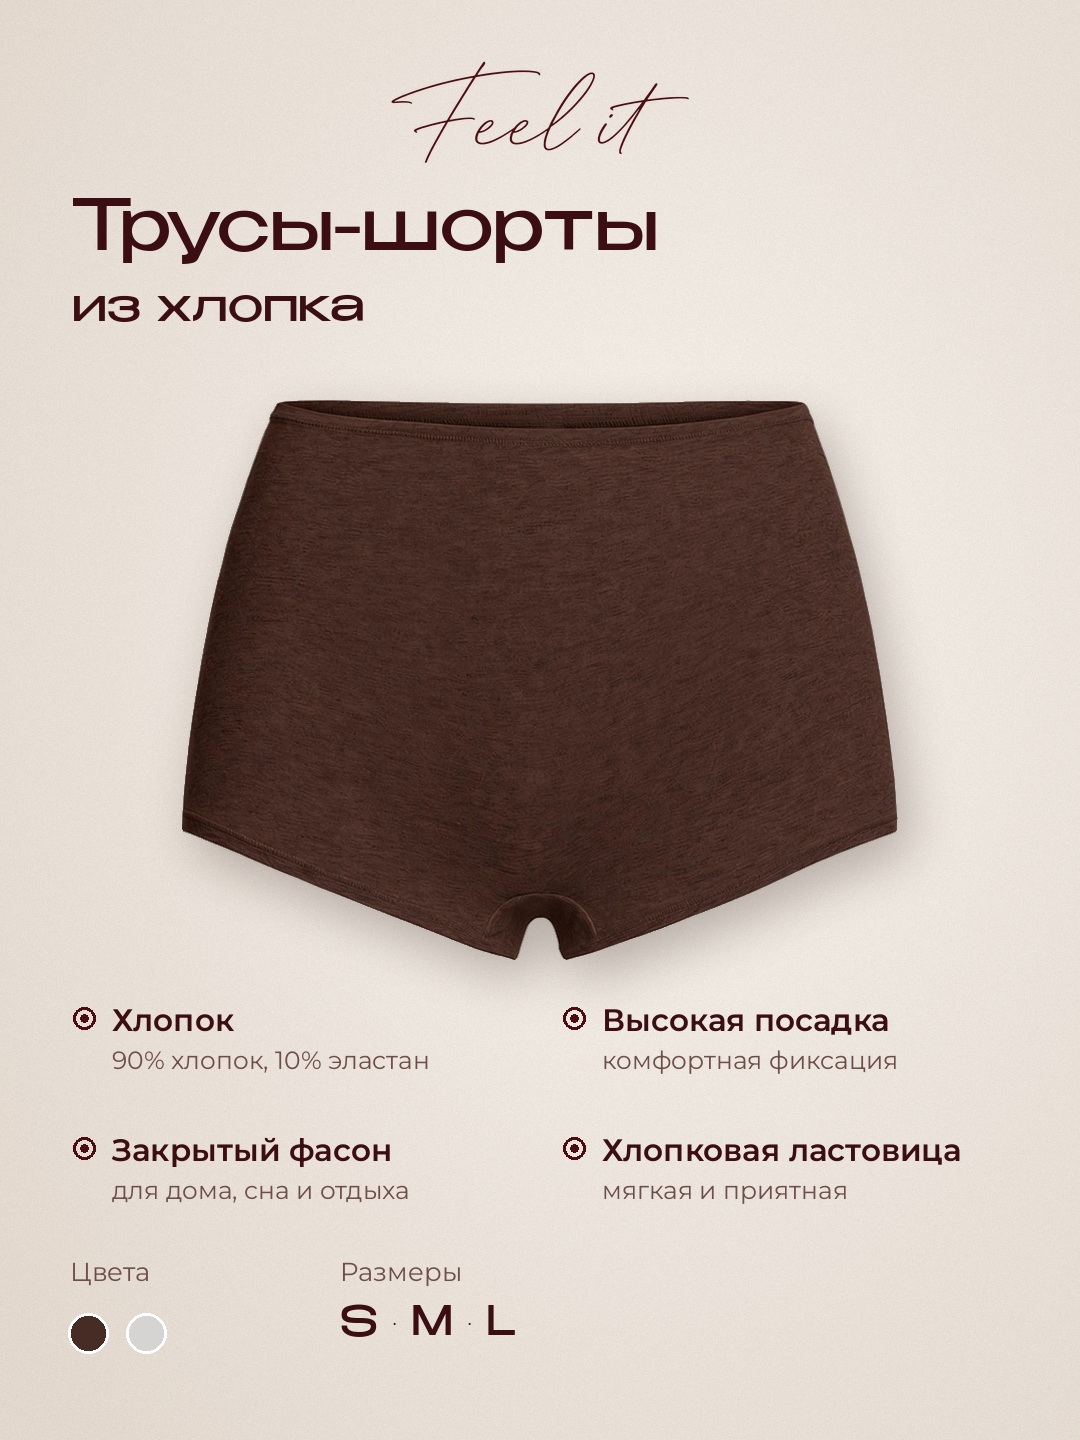 Feel it
Трусы-шорты
из хлопка
Хлопок
90% хлопок, 10% эластан
Высокая посадка
комфортная фиксация
Закрытый фасон
для дома, сна и отдыха
Хлопковая ластовица
мягкая и приятная
Цвета
Размеры
S · M · L